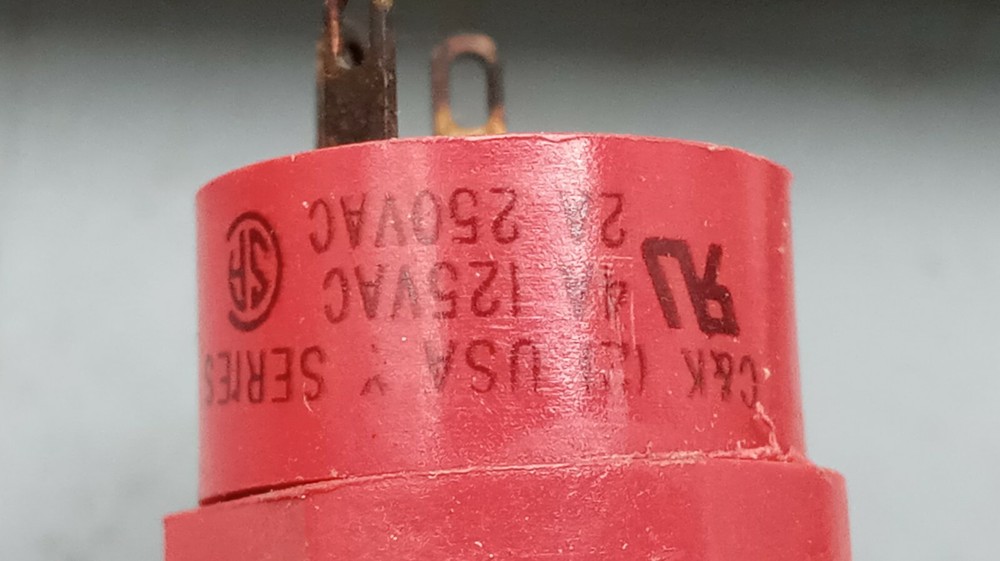 C&K USA Y SERIES
4A 125VAC
2A 250VAC